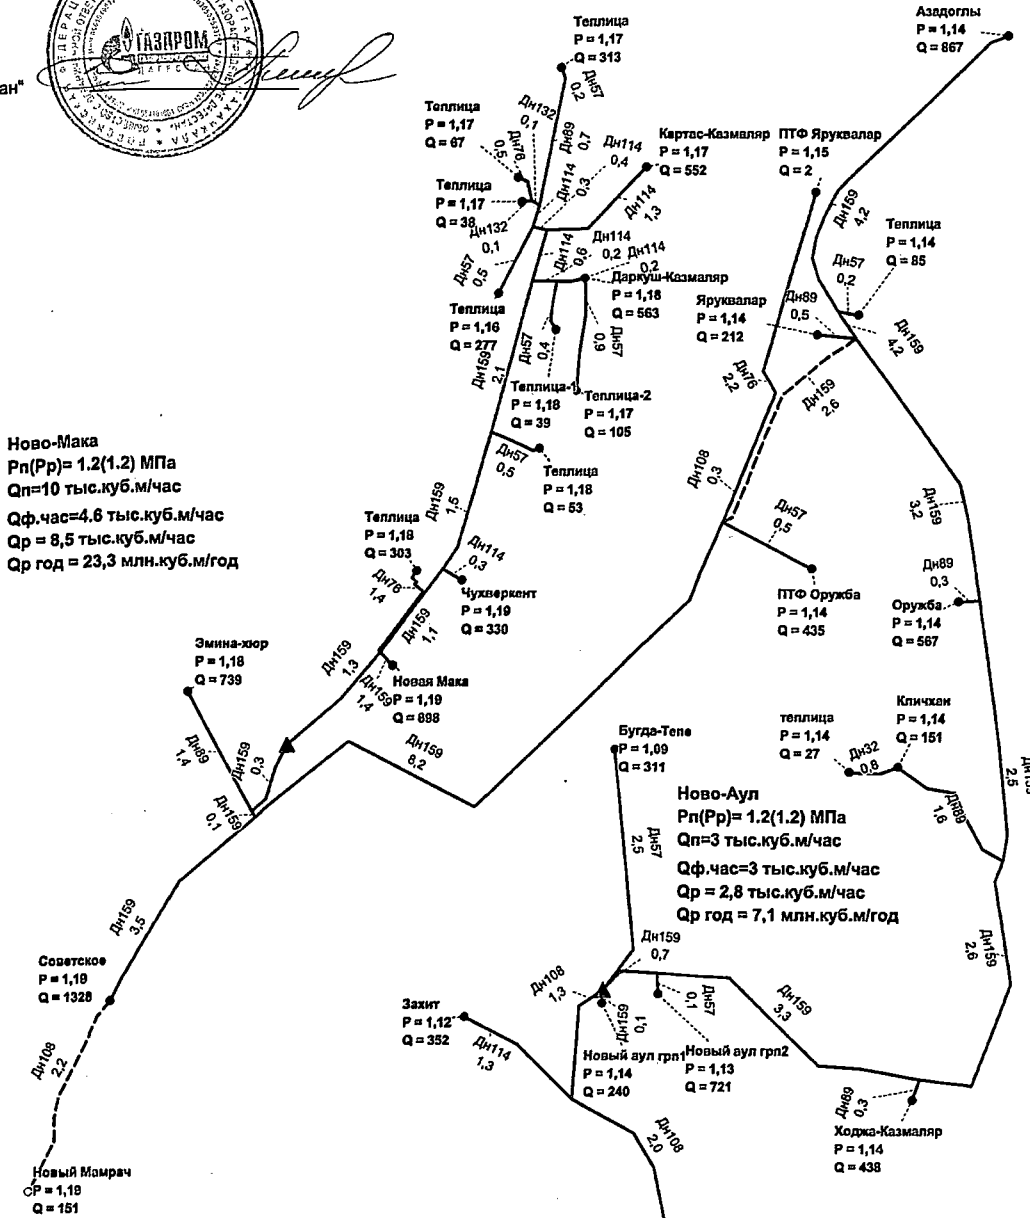 ан"
ГАЗПРОМ
Теплица
P = 1,17
Q = 313
Дн57
0,2
Азадоглы
P = 1,14
Q = 867
Теплица
P = 1,17
Q = 67
Дн132
0,1
Дн89
0,7
Дн76
0,5
Дн114
0,4
Картас-Казмаляр
P = 1,17
Q = 552
ПТФ Яруквалар
P = 1,15
Q = 2
Теплица
P = 1,17
Q = 38
Дн132
0,1
Дн114
0,3
Дн114
1,3
Дн159
4,2
Теплица
P = 1,14
Q = 85
Дн57
0,5
Дн114
0,6
Дн114
0,2
Дн114
0,2
Даркуш-Казмаляр
P = 1,18
Q = 563
Дн57
0,2
Теплица
P = 1,16
Q = 277
Яруквалар
P = 1,14
Q = 212
Дн89
0,5
Дн159
4,2
Дн159
2,1
Дн57
0,4
Дн57
0,9
Дн76
2,2
Дн159
2,6
Теплица-1
P = 1,18
Q = 39
Теплица-2
P = 1,17
Q = 105
Ново-Мака
Pп(Pр)= 1.2(1.2) МПа
Qп=10 тыс.куб.м/час
Qф.час=4.6 тыс.куб.м/час
Qр = 8,5 тыс.куб.м/час
Qр год = 23,3 млн.куб.м/год
Дн57
0,5
Теплица
P = 1,18
Q = 53
Дн108
0,3
Дн159
1,5
Дн57
0,5
Дн159
3,2
Теплица
P = 1,18
Q = 303
Дн114
0,3
Дн76
1,4
Чухверкент
P = 1,19
Q = 330
ПТФ Оружба
P = 1,14
Q = 435
Дн89
0,3
Оружба
P = 1,14
Q = 567
Дн159
1,1
Эмина-хюр
P = 1,18
Q = 739
Дн159
1,3
Дн159
1,4
Новая Мака
P = 1,19
Q = 898
Дн89
1,4
Дн159
0,3
Дн159
0,1
Дн159
8,2
Бугда-Тепе
P = 1,09
Q = 311
теплица
P = 1,14
Q = 27
Кличхан
P = 1,14
Q = 151
Дн32
0,8
Дн89
1,6
2,5
Ново-Аул
Pп(Pр)= 1.2(1.2) МПа
Qп=3 тыс.куб.м/час
Qф.час=3 тыс.куб.м/час
Qр = 2,8 тыс.куб.м/час
Qр год = 7,1 млн.куб.м/год
Дн57
2,5
Дн159
3,5
Дн159
2,6
Советское
P = 1,19
Q = 1328
Дн159
0,7
Дн108
1,3
Дн57
0,1
Дн159
3,3
Дн159
0,1
Захит
P = 1,12
Q = 352
Дн114
1,3
Дн108
2,2
Новый аул грп1
P = 1,14
Q = 240
Новый аул грп2
P = 1,13
Q = 721
Дн89
0,3
Ходжа-Казмаляр
P = 1,14
Q = 438
Дн108
2,0
Новый Мамрач
P = 1,19
Q = 151